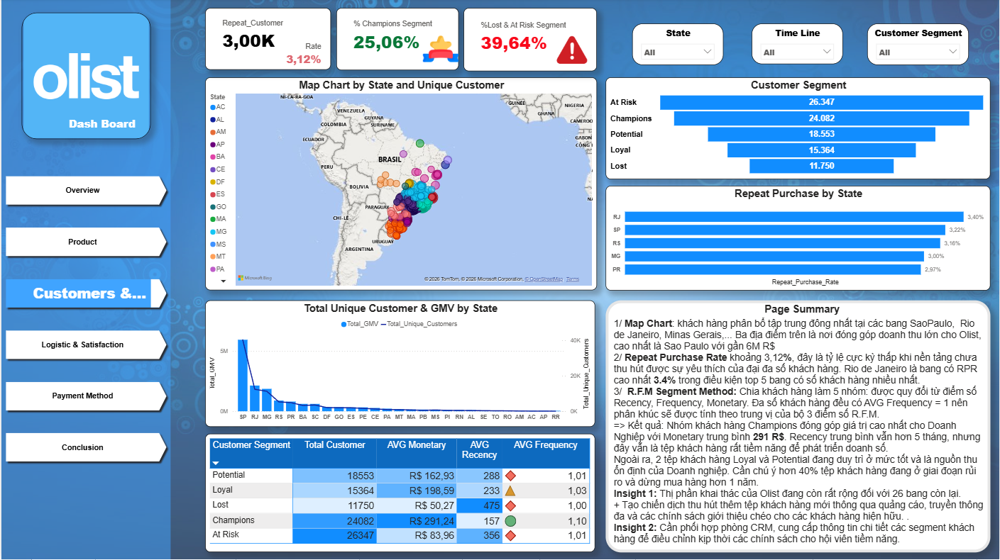 olist
Dash Board
Overview
Product
Customers &...
Logistic & Satisfaction
Payment Method
Conclusion
Repeat_Customer
3,00K
Rate
3,12%
% Champions Segment
25,06%
%Lost & At Risk Segment
39,64%
State
All
Time Line
All
Customer Segment
All
Map Chart by State and Unique Customer
State
AC
AL
AM
AP
BA
CE
DF
ES
GO
MA
MG
MS
MT
PA
NI-CA-RA-GOA
VENEZUELA
GUYANA
COLOMBIA
SURINAME
ECUADOR
BRASIL
PERU
BOLIVIA
PARAGUAY
CHI-LÊ
URUGUAY
ARGENTINA
GUINÉE
NIGERIA
GHANA
CAMEROO
GABON
CÔNG
Microsoft Bing
© 2026 TomTom, © 2026 Microsoft Corporation, © OpenStreetMap Terms
Customer Segment
At Risk 26.347
Champions 24.082
Potential 18.553
Loyal 15.364
Lost 11.750
Repeat Purchase by State
RJ 3,40%
SP 3,22%
RS 3,16%
MG 3,00%
PR 2,97%
Repeat_Purchase_Rate
Total Unique Customer & GMV by State
Total_GMV Total_Unique_Customers
Total_GMV
5M
0M
40K
20K
0K
Total_Unique_Customers
SP RJ MG RS PR BA SC DF GO ES PE CE PA MT MA PB MS PI RN AL SE TO RO AM AC AP RR
Customer Segment Total Customer AVG Monetary AVG Recency AVG Frequency
Potential 18553 R$ 162,93 288 1,01
Loyal 15364 R$ 198,59 233 1,03
Lost 11750 R$ 50,27 475 1,00
Champions 24082 R$ 291,24 157 1,10
At Risk 26347 R$ 83,96 356 1,01
Page Summary
1/ Map Chart: khách hàng phân bổ tập trung đông nhất tại các bang SaoPaulo, Rio
de Janeiro, Minas Gerais,... Ba địa điểm trên là nơi đóng góp doanh thu lớn cho Olist,
cao nhất là Sao Paulo với gần 6M R$
2/ Repeat Purchase Rate khoảng 3,12%, đây là tỷ lệ cực kỳ thấp khi nền tảng chưa
thu hút được sự yêu thích của đại đa số khách hàng. Rio de Janeiro là bang có RPR
cao nhất 3.4% trong điều kiện top 5 bang có số khách hàng nhiều nhất.
3/ R.F.M Segment Method: Chia khách hàng làm 5 nhóm: được quy đổi từ điểm số
Recency, Frequency, Monetary. Đa số khách hàng đều có AVG Frequency = 1 nên
phân khúc sẽ được tính theo trung vị của bộ 3 điểm số R.F.M.
=> Kết quả: Nhóm khách hàng Champions đóng góp giá trị cao nhất cho Doanh
Nghiệp với Monetary trung bình 291 R$. Recency trung bình vẫn hơn 5 tháng, nhưng
đây vẫn là tệp khách hàng rất tiềm năng để phát triển doanh số.
Ngoài ra, 2 tệp khách hàng Loyal và Potential đang duy trì ở mức tốt và là nguồn thu
ổn định của Doanh nghiệp. Cần chú ý hơn 40% tệp khách hàng đang ở giai đoạn rủi
ro và dừng mua hàng hơn 1 năm.
Insight 1: Thị phần khai thác của Olist đang còn rất rộng đối với 26 bang còn lại.
+ Tạo chiến dịch thu hút thêm tệp khách hàng mới thông qua quảng cáo, truyền thông
đa và các chính sách giới thiệu chéo cho các khách hàng hiện hữu. .
Insight 2: Cần phối hợp phòng CRM, cung cấp thông tin chi tiết các segment khách
hàng để điều chỉnh kịp thời các chính sách cho hội viên tiềm năng.